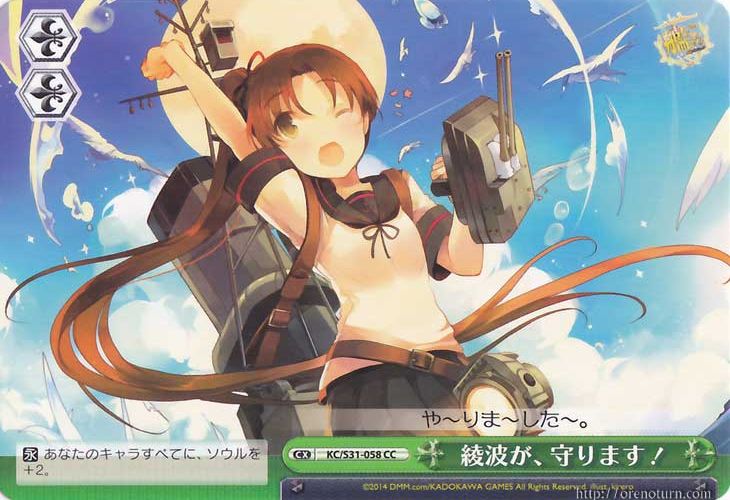 や〜りま〜した〜。
永 あなたのキャラすべてに、ソウルを
+2。
CX KC/S31-058 CC
綾波が、守ります!
©2014 DMM.com/KADOKAWA GAMES All Rights Reserved. illust. kinoro
http://orenoturn.com